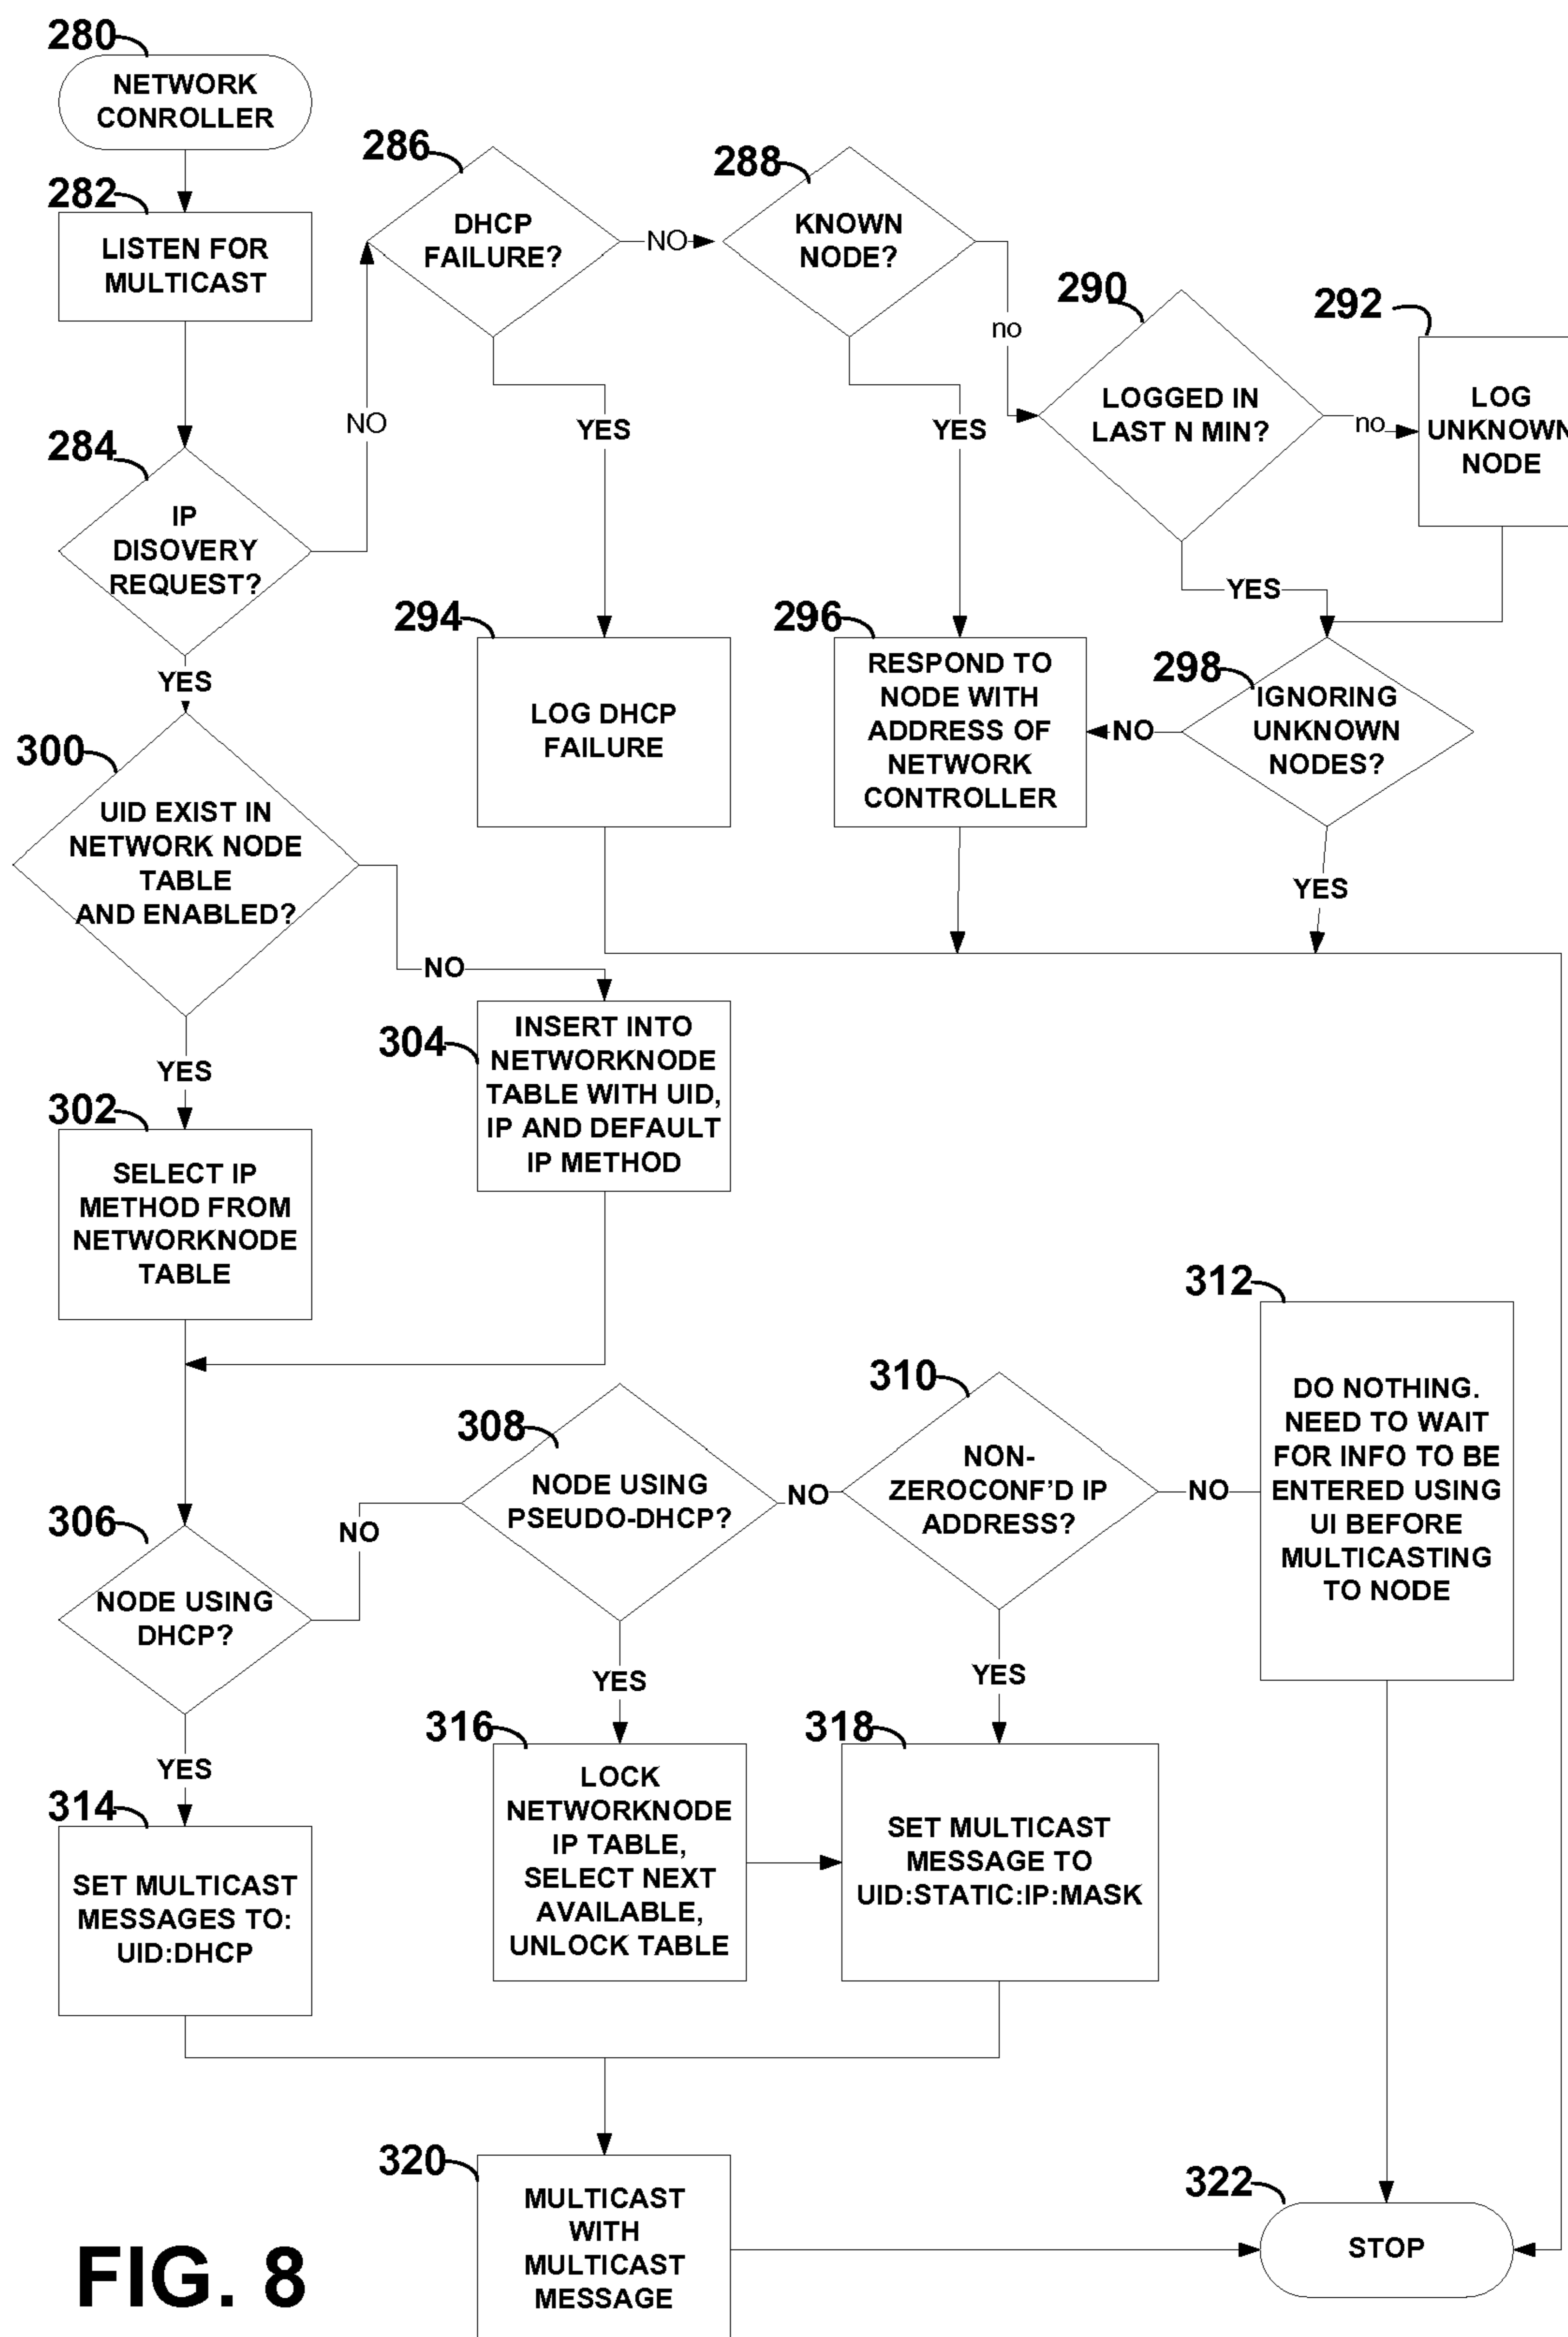 280
NETWORK
CONROLLER
282
LISTEN FOR
MULTICAST
284
IP
DISOVERY
REQUEST?
NO
YES
286
DHCP
FAILURE?
NO
YES
288
KNOWN
NODE?
no
YES
290
LOGGED IN
LAST N MIN?
no
YES
292
LOG
UNKNOWN
NODE
294
LOG DHCP
FAILURE
296
RESPOND TO
NODE WITH
ADDRESS OF
NETWORK
CONTROLLER
298
IGNORING
UNKNOWN
NODES?
NO
YES
300
UID EXIST IN
NETWORK NODE
TABLE
AND ENABLED?
NO
YES
302
SELECT IP
METHOD FROM
NETWORKNODE
TABLE
304
INSERT INTO
NETWORKNODE
TABLE WITH UID,
IP AND DEFAULT
IP METHOD
306
NODE USING
DHCP?
NO
YES
308
NODE USING
PSEUDO-DHCP?
NO
YES
310
NON-
ZEROCONF'D IP
ADDRESS?
NO
YES
312
DO NOTHING.
NEED TO WAIT
FOR INFO TO BE
ENTERED USING
UI BEFORE
MULTICASTING
TO NODE
314
SET MULTICAST
MESSAGES TO:
UID:DHCP
316
LOCK
NETWORKNODE
IP TABLE,
SELECT NEXT
AVAILABLE,
UNLOCK TABLE
318
SET MULTICAST
MESSAGE TO
UID:STATIC:IP:MASK
320
MULTICAST
WITH
MULTICAST
MESSAGE
322
STOP
FIG. 8